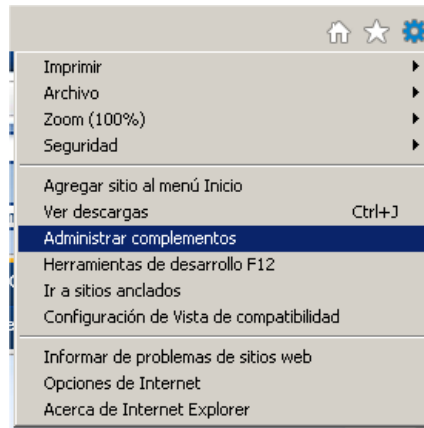 Imprimir
Archivo
Zoom (100%)
Seguridad
Agregar sitio al menú Inicio
Ver descargas Ctrl+J
Administrar complementos
Herramientas de desarrollo F12
Ir a sitios anclados
Configuración de Vista de compatibilidad
Informar de problemas de sitios web
Opciones de Internet
Acerca de Internet Explorer